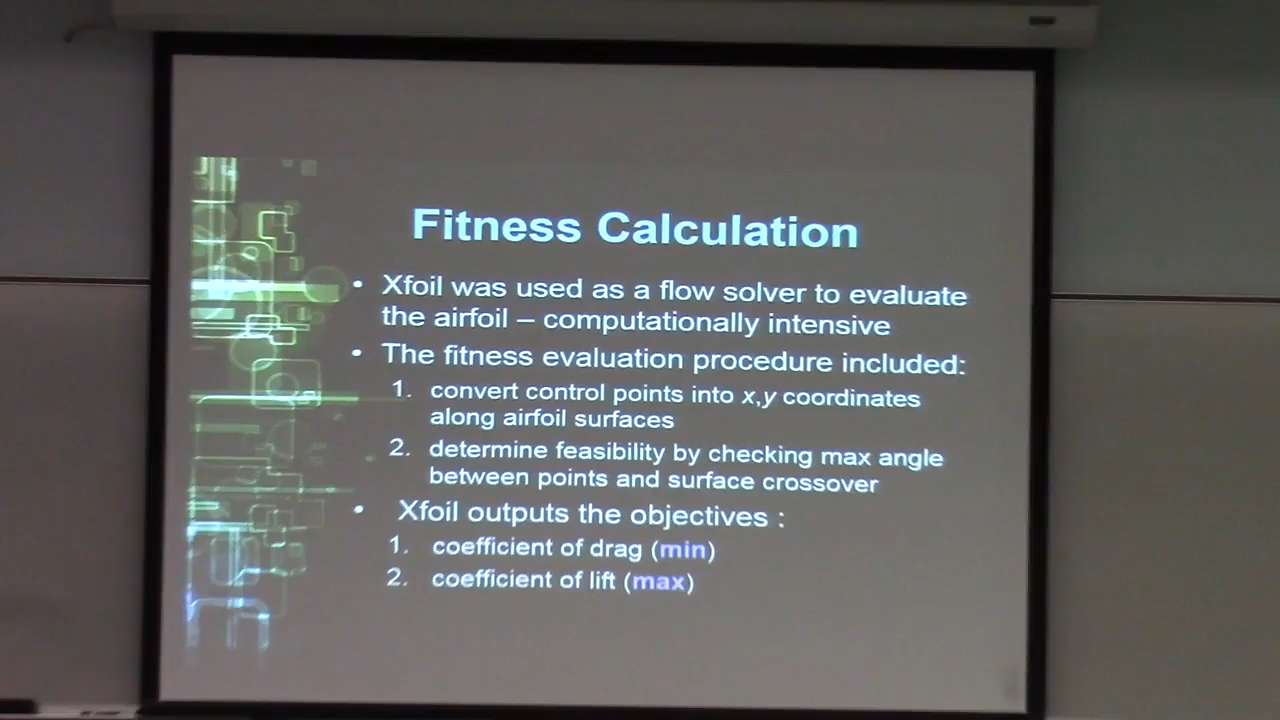 Fitness Calculation
• Xfoil was used as a flow solver to evaluate
the airfoil – computationally intensive
• The fitness evaluation procedure included:
1. convert control points into x,y coordinates
along airfoil surfaces
2. determine feasibility by checking max angle
between points and surface crossover
• Xfoil outputs the objectives :
1. coefficient of drag (min)
2. coefficient of lift (max)